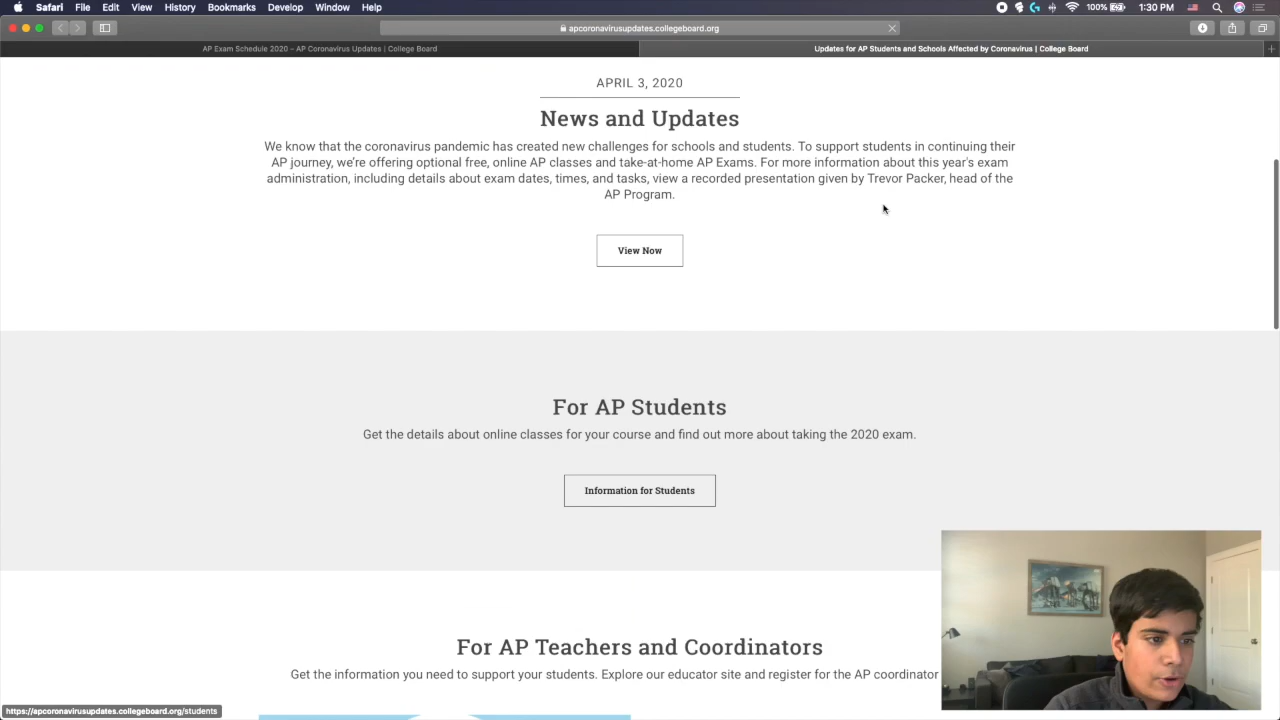 Safari File Edit View History Bookmarks Develop Window Help
100% 1:30 PM
apcoronavirusupdates.collegeboard.org
AP Exam Schedule 2020 – AP Coronavirus Updates | College Board
Updates for AP Students and Schools Affected by Coronavirus | College Board
APRIL 3, 2020
News and Updates
We know that the coronavirus pandemic has created new challenges for schools and students. To support students in continuing their
AP journey, we're offering optional free, online AP classes and take-at-home AP Exams. For more information about this year's exam
administration, including details about exam dates, times, and tasks, view a recorded presentation given by Trevor Packer, head of the
AP Program.
View Now
For AP Students
Get the details about online classes for your course and find out more about taking the 2020 exam.
Information for Students
For AP Teachers and Coordinators
Get the information you need to support your students. Explore our educator site and register for the AP coordinator
https://apcoronavirusupdates.collegeboard.org/students